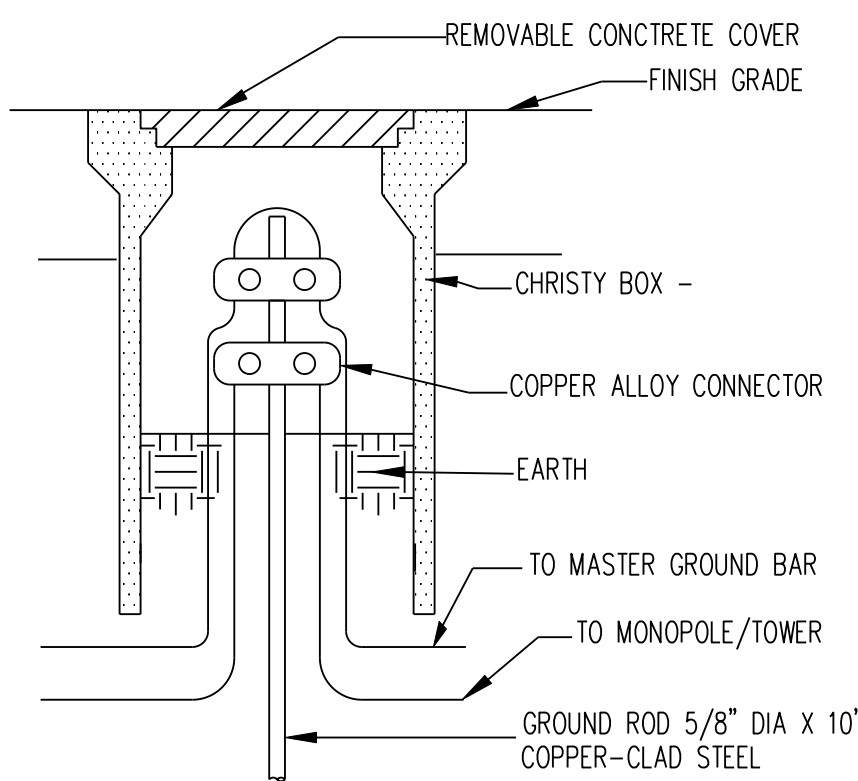 REMOVABLE CONCTRETE COVER
FINISH GRADE
CHRISTY BOX -
COPPER ALLOY CONNECTOR
EARTH
TO MASTER GROUND BAR
TO MONOPOLE/TOWER
GROUND ROD 5/8" DIA X 10'
COPPER-CLAD STEEL